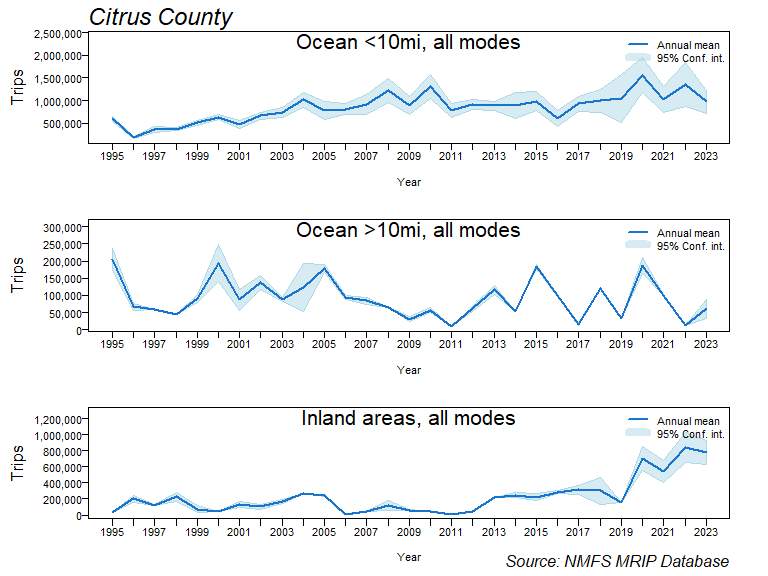 Citrus County
Ocean <10mi, all modes
Annual mean
95% Conf. int.
Trips
2,500,000
2,000,000
1,500,000
1,000,000
500,000
1995 1997 1999 2001 2003 2005 2007 2009 2011 2013 2015 2017 2019 2021 2023
Year
Ocean >10mi, all modes
Annual mean
95% Conf. int.
Trips
300,000
250,000
200,000
150,000
100,000
50,000
0
1995 1997 1999 2001 2003 2005 2007 2009 2011 2013 2015 2017 2019 2021 2023
Year
Inland areas, all modes
Annual mean
95% Conf. int.
Trips
1,200,000
1,000,000
800,000
600,000
400,000
200,000
0
1995 1997 1999 2001 2003 2005 2007 2009 2011 2013 2015 2017 2019 2021 2023
Year
Source: NMFS MRIP Database